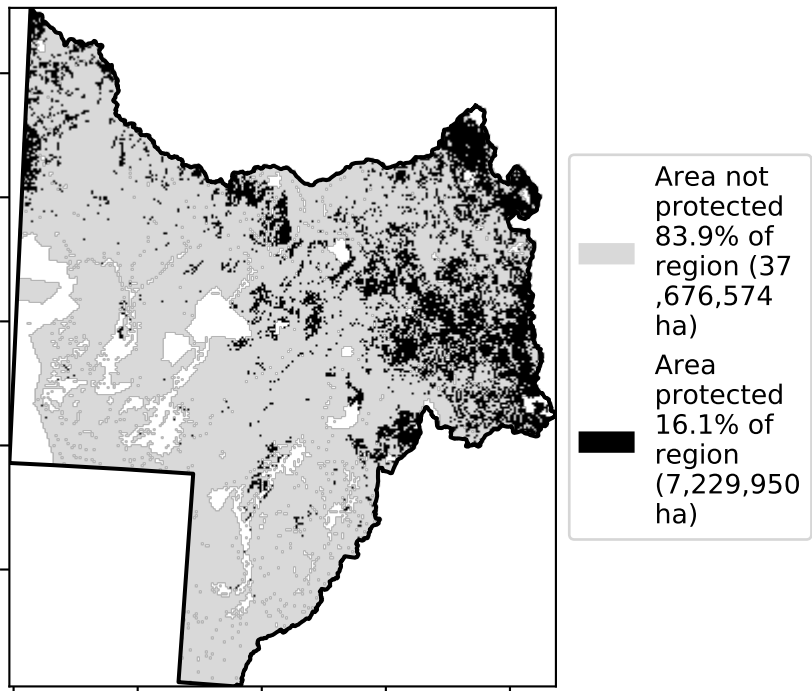 Area not
protected
83.9% of
region (37
,676,574
ha)
Area
protected
16.1% of
region
(7,229,950
ha)